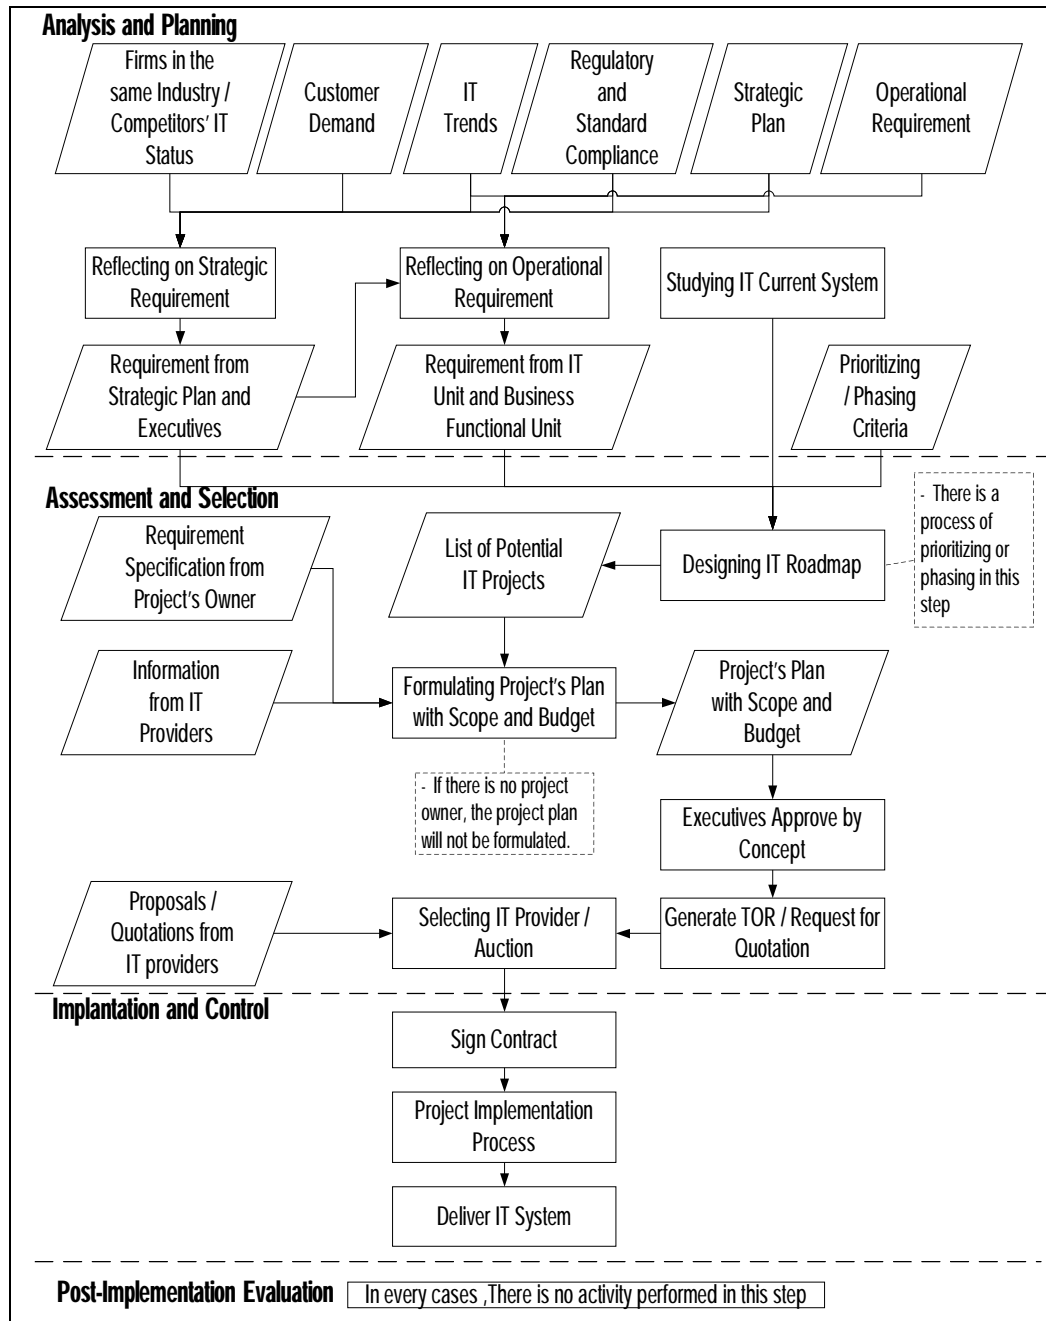 Analysis and Planning
Firms in the
same Industry /
Competitors' IT
Status
Customer
Demand
IT
Trends
Regulatory
and
Standard
Compliance
Strategic
Plan
Operational
Requirement
Reflecting on Strategic
Requirement
Reflecting on Operational
Requirement
Studying IT Current System
Requirement from
Strategic Plan and
Executives
Requirement from IT
Unit and Business
Functional Unit
Prioritizing
/ Phasing
Criteria
Assessment and Selection
Requirement
Specification from
Project's Owner
List of Potential
IT Projects
Designing IT Roadmap
- There is a
process of
prioritizing or
phasing in this
step
Information
from IT
Providers
Formulating Project's Plan
with Scope and Budget
Project's Plan
with Scope and
Budget
- If there is no project
owner, the project plan
will not be formulated.
Executives Approve by
Concept
Proposals /
Quotations from
IT providers
Selecting IT Provider /
Auction
Generate TOR / Request for
Quotation
Implantation and Control
Sign Contract
Project Implementation
Process
Deliver IT System
Post-Implementation Evaluation
In every cases ,There is no activity performed in this step